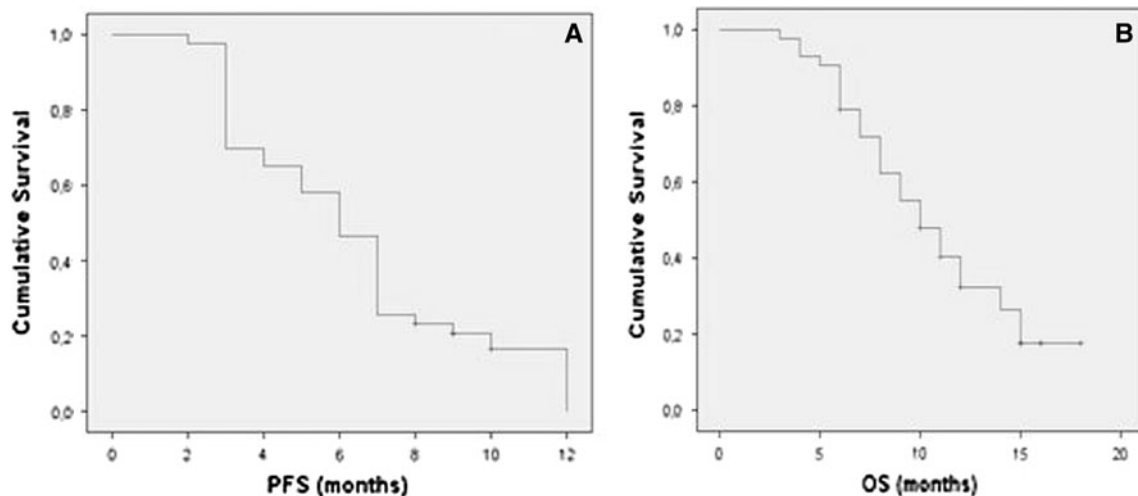 A
Cumulative Survival
1,0
0,8
0,6
0,4
0,2
0,0
0 2 4 6 8 10 12
PFS (months)
B
Cumulative Survival
1,0
0,8
0,6
0,4
0,2
0,0
0 5 10 15 20
OS (months)